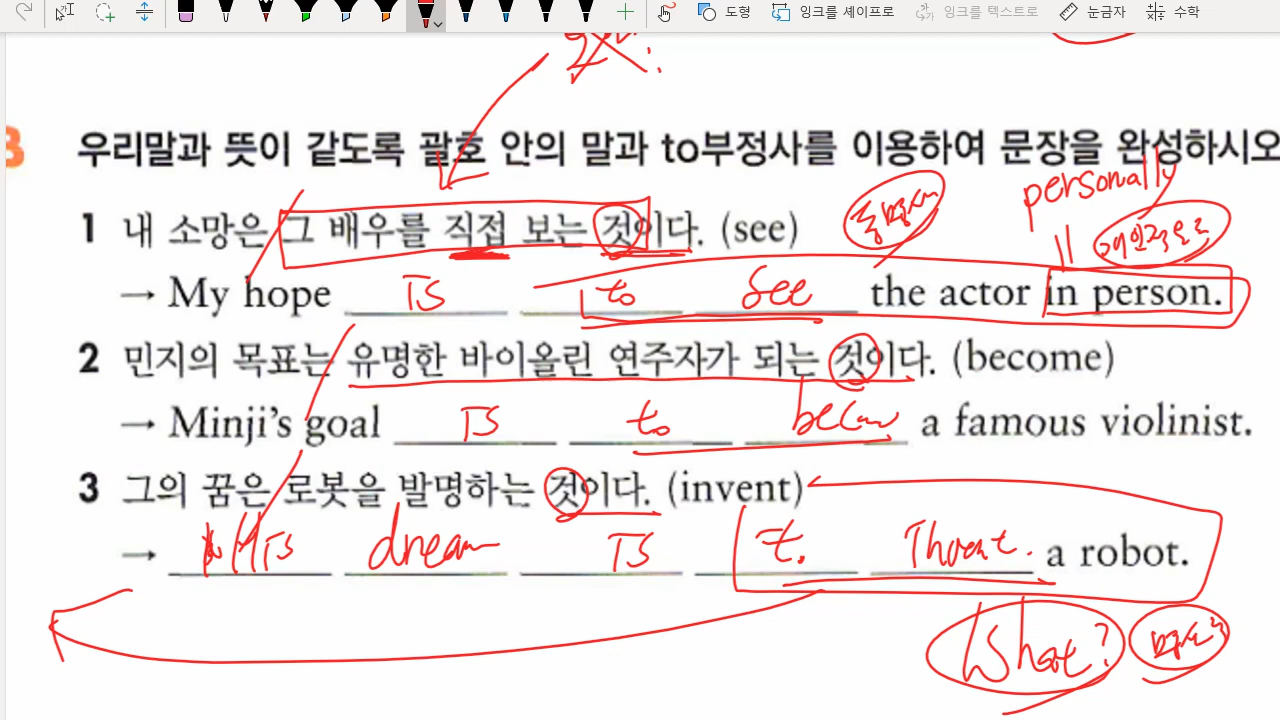 도형 잉크를 셰이프로 잉크를 텍스트로 눈금자 수학
B 우리말과 뜻이 같도록 괄호 안의 말과 to부정사를 이용하여 문장을 완성하시오
personally
1 내 소망은 그 배우를 직접 보는 것이다. (see) 개인적으로
→ My hope is to see the actor in person.
2 민지의 목표는 유명한 바이올린 연주자가 되는 것이다. (become)
→ Minji's goal is to become a famous violinist.
3 그의 꿈은 로봇을 발명하는 것이다. (invent)
→ His dream is to invent a robot.
What?